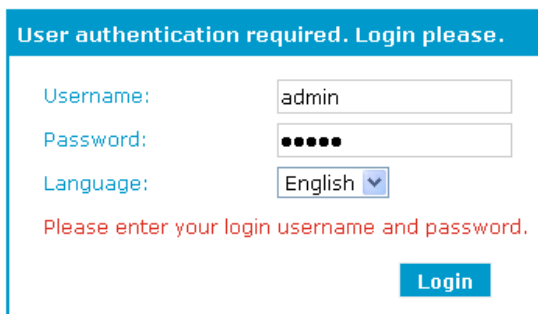 User authentication required. Login please.
Username: admin
Password: ●●●●●
Language: English
Please enter your login username and password.
Login